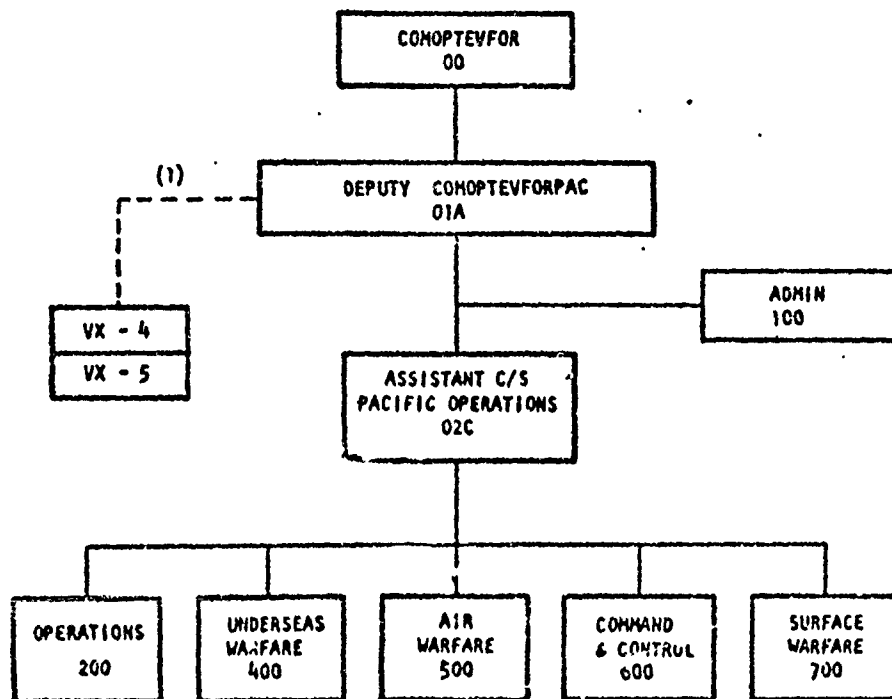 COMOPTEVFOR
00
(1)
DEPUTY COMOPTEVFORPAC
01A
ADMIN
100
VX - 4
VX - 5
ASSISTANT C/S
PACIFIC OPERATIONS
02C
OPERATIONS
200
UNDERSEAS
WARFARE
400
AIR
WARFARE
500
COMMAND
& CONTROL
600
SURFACE
WARFARE
700